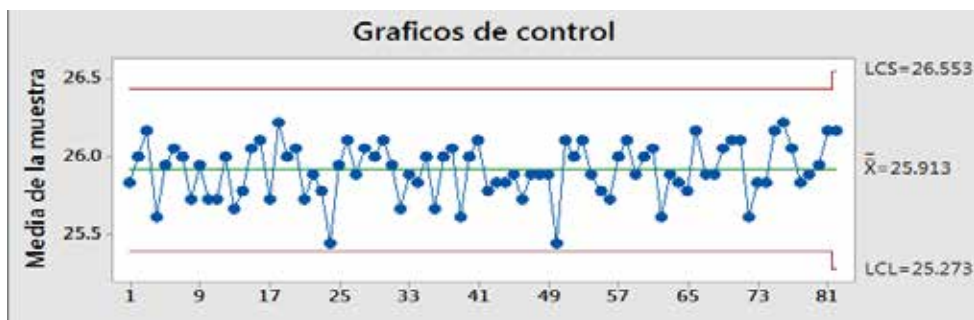 Graficos de control
Media de la muestra
26.5
26.0
25.5
LCS=26.553
X̿=25.913
LCL=25.273
1 9 17 25 33 41 49 57 65 73 81